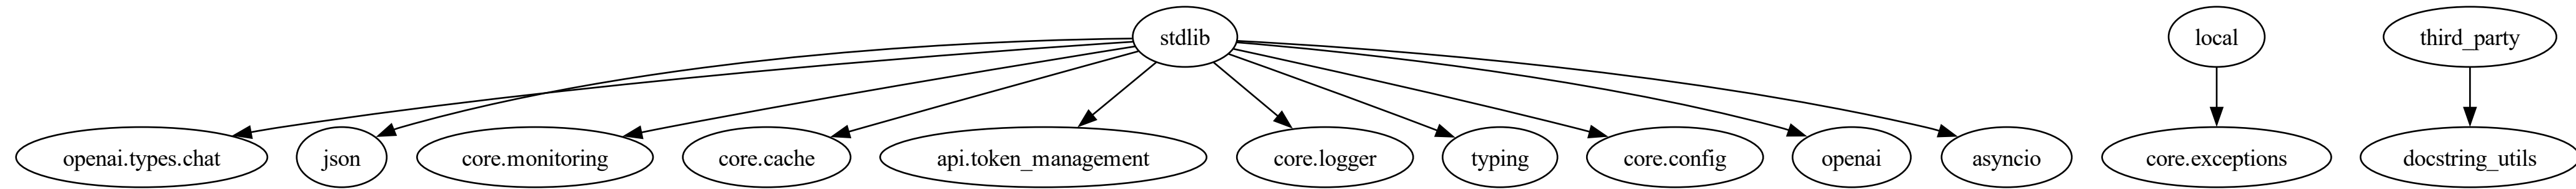 stdlib
local
third_party
openai.types.chat
json
core.monitoring
core.cache
api.token_management
core.logger
typing
core.config
openai
asyncio
core.exceptions
docstring_utils